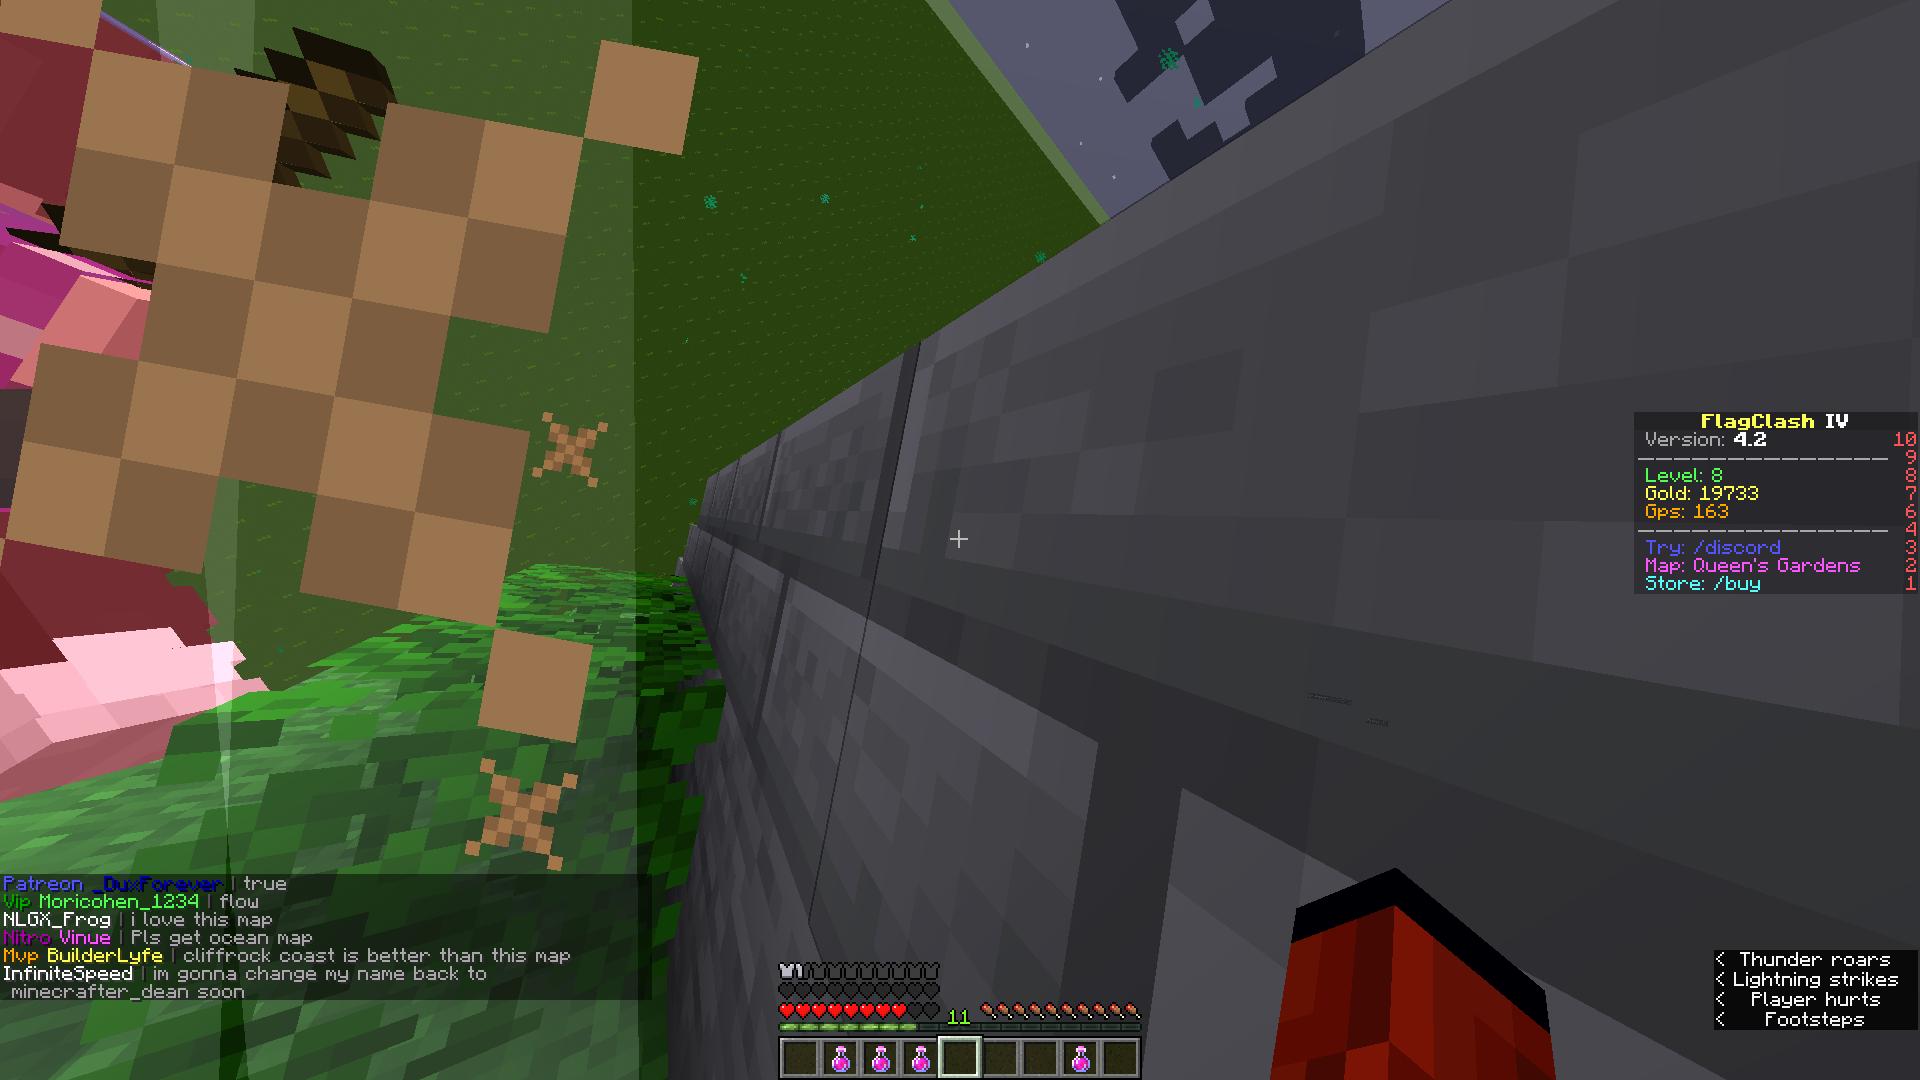 FlagClash IV
Version: 4.2 10
9
Level: 8 8
Gold: 19733 7
Gps: 163 6
4
Try: /discord 3
Map: Queen's Gardens 2
Store: /buy 1
Patreon _DuxForever | true
Vip Moricohen_1234 | flow
NLGX_Frog | i love this map
Nitro Vinue | Pls get ocean map
Mvp BuilderLyfe | cliffrock coast is better than this map
InfiniteSpeed | im gonna change my name back to
minecrafter_dean soon
< Thunder roars
< Lightning strikes
< Player hurts
< Footsteps
11